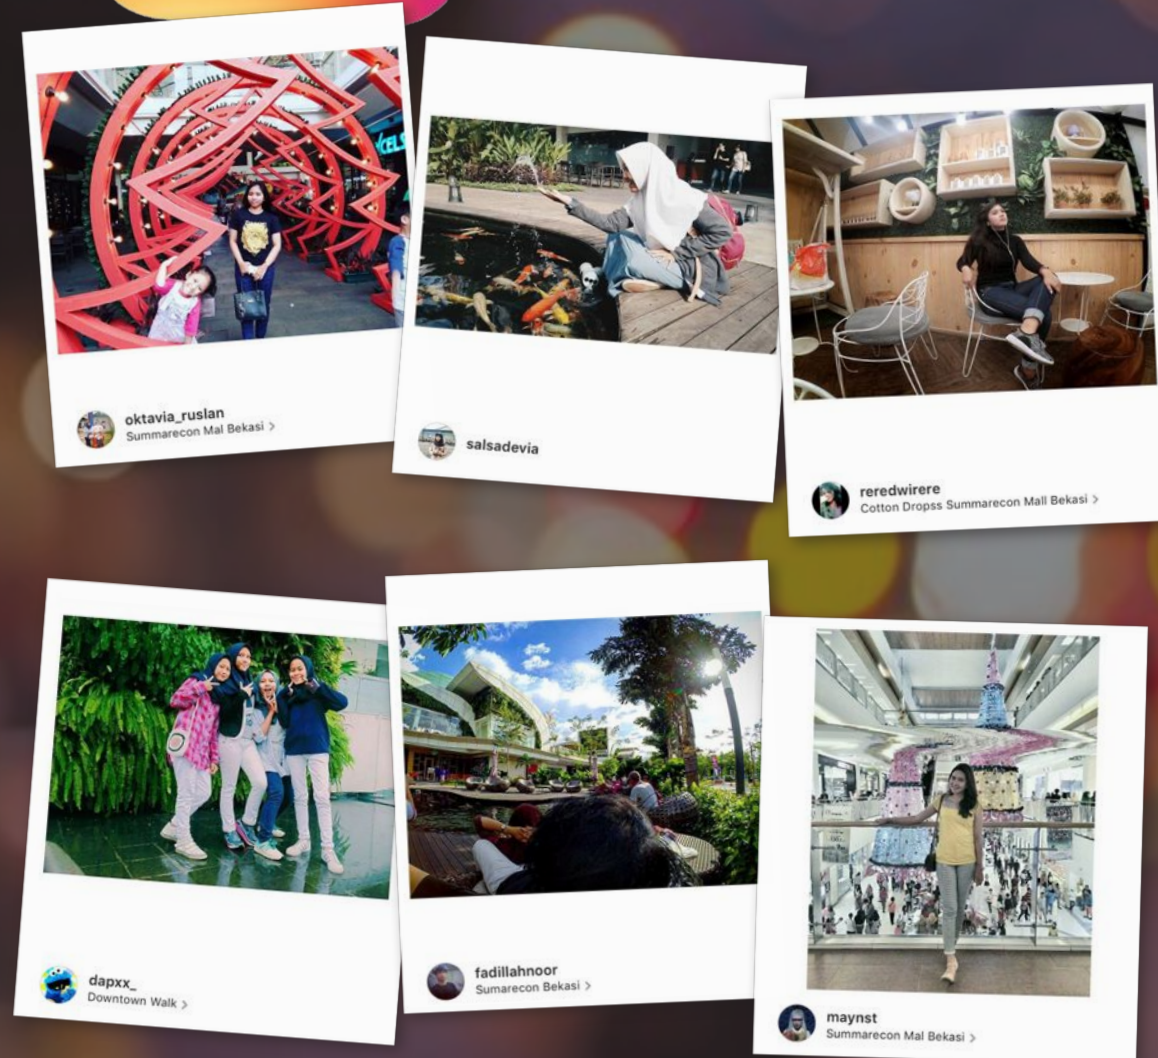 oktavia_ruslan
Summarecon Mal Bekasi >
salsadevia
reredwirere
Cotton Dropss Summarecon Mall Bekasi >
dapxx_
Downtown Walk >
fadillahnoor
Sumarecon Bekasi >
maynst
Summarecon Mal Bekasi >